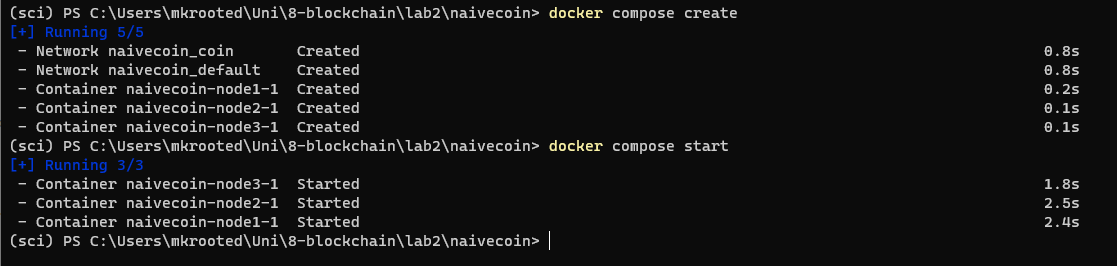 (sci) PS C:\Users\mkrooted\Uni\8-blockchain\lab2\naivecoin> docker compose create
[+] Running 5/5
- Network naivecoin_coin Created 0.8s
- Network naivecoin_default Created 0.8s
- Container naivecoin-node1-1 Created 0.2s
- Container naivecoin-node2-1 Created 0.1s
- Container naivecoin-node3-1 Created 0.1s
(sci) PS C:\Users\mkrooted\Uni\8-blockchain\lab2\naivecoin> docker compose start
[+] Running 3/3
- Container naivecoin-node3-1 Started 1.8s
- Container naivecoin-node2-1 Started 2.5s
- Container naivecoin-node1-1 Started 2.4s
(sci) PS C:\Users\mkrooted\Uni\8-blockchain\lab2\naivecoin>